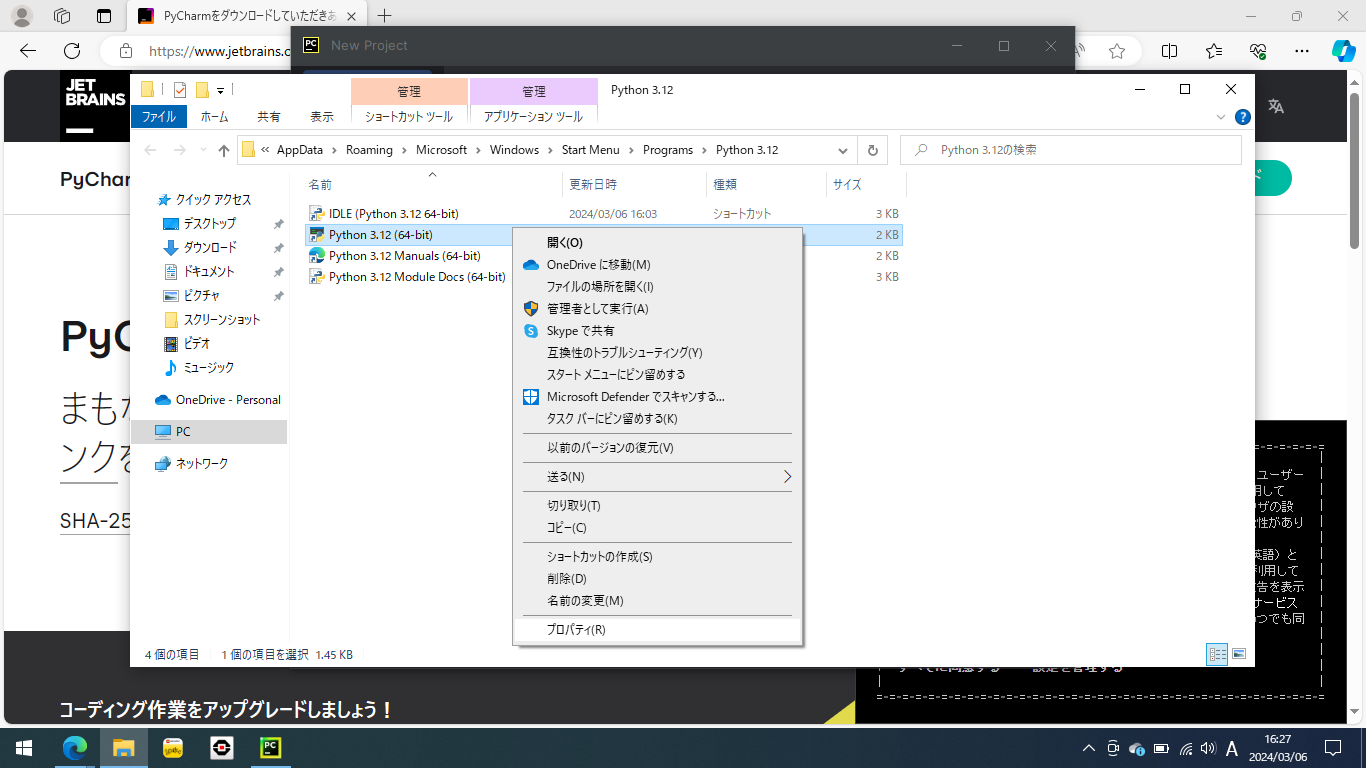 PyCharmをダウンロードしていただきあ
https://www.jetbrains.c
New Project
JET
BRAINS
管理
管理
Python 3.12
ファイル
ホーム
共有
表示
ショートカット ツール
アプリケーション ツール
AppData
Roaming
Microsoft
Windows
Start Menu
Programs
Python 3.12
Python 3.12の検索
名前
更新日時
種類
サイズ
クイック アクセス
デスクトップ
ダウンロード
ドキュメント
ピクチャ
スクリーンショット
ビデオ
ミュージック
OneDrive - Personal
PC
ネットワーク
IDLE (Python 3.12 64-bit)
2024/03/06 16:03
ショートカット
3 KB
Python 3.12 (64-bit)
2 KB
Python 3.12 Manuals (64-bit)
2 KB
Python 3.12 Module Docs (64-bit)
3 KB
開く(O)
OneDrive に移動(M)
ファイルの場所を開く(I)
管理者として実行(A)
Skype で共有
互換性のトラブルシューティング(Y)
スタート メニューにピン留めする
Microsoft Defender でスキャンする...
タスク バーにピン留めする(K)
以前のバージョンの復元(V)
送る(N)
切り取り(T)
コピー(C)
ショートカットの作成(S)
削除(D)
名前の変更(M)
プロパティ(R)
4 個の項目
1 個の項目を選択 1.45 KB
PyChar
PyC
まもな
ンクを
SHA-25
ユーザー
用して
ウザの設
性があり
英語）と
利用して
告を表示
サービス
つでも同
コーディング作業をアップグレードしましょう！
PC
A
16:27
2024/03/06